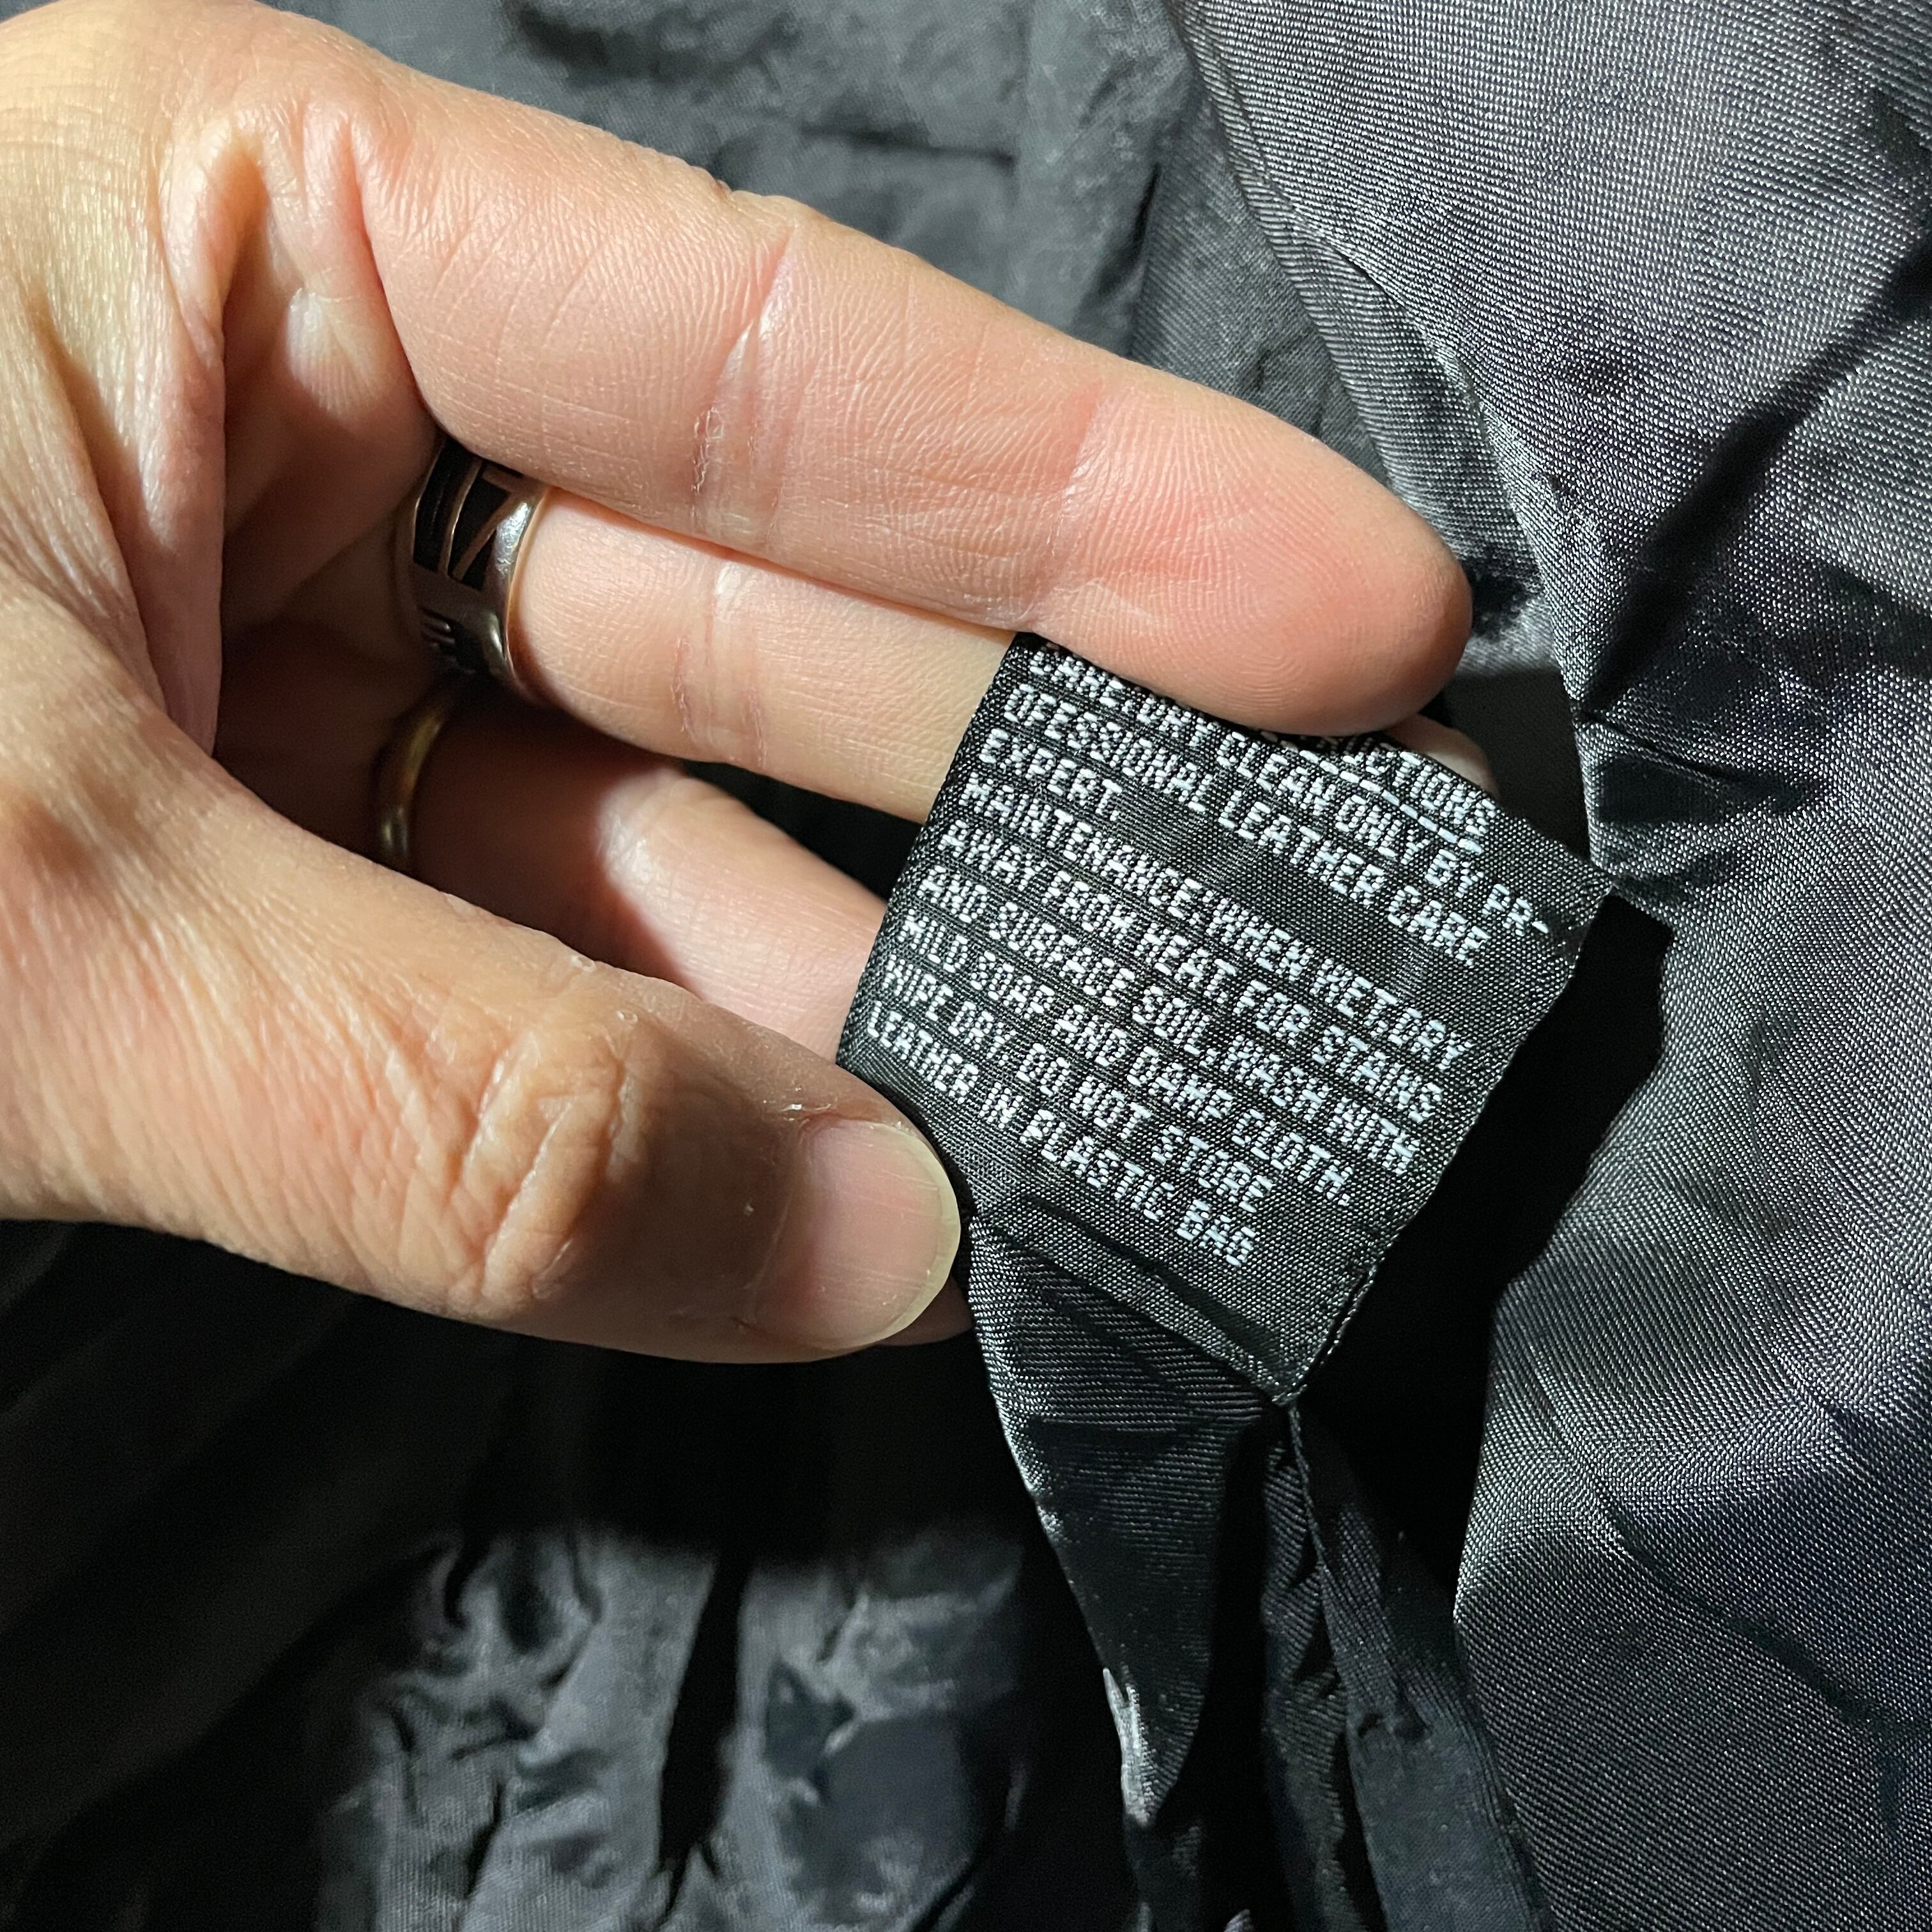 CARE INSTRUCTIONS
DRY CLEAN ONLY BY PR-
OFESSIONAL LEATHER CARE
EXPERT.
MAINTENANCE: WHEN WET.DRY
AWAY FROM HEAT. FOR STAINS
AND SURFACE SOIL. WASH WITH
MILD SOAP AND DAMP CLOTH.
WIPE DRY. DO NOT STORE
LEATHER IN PLASTIC BAG